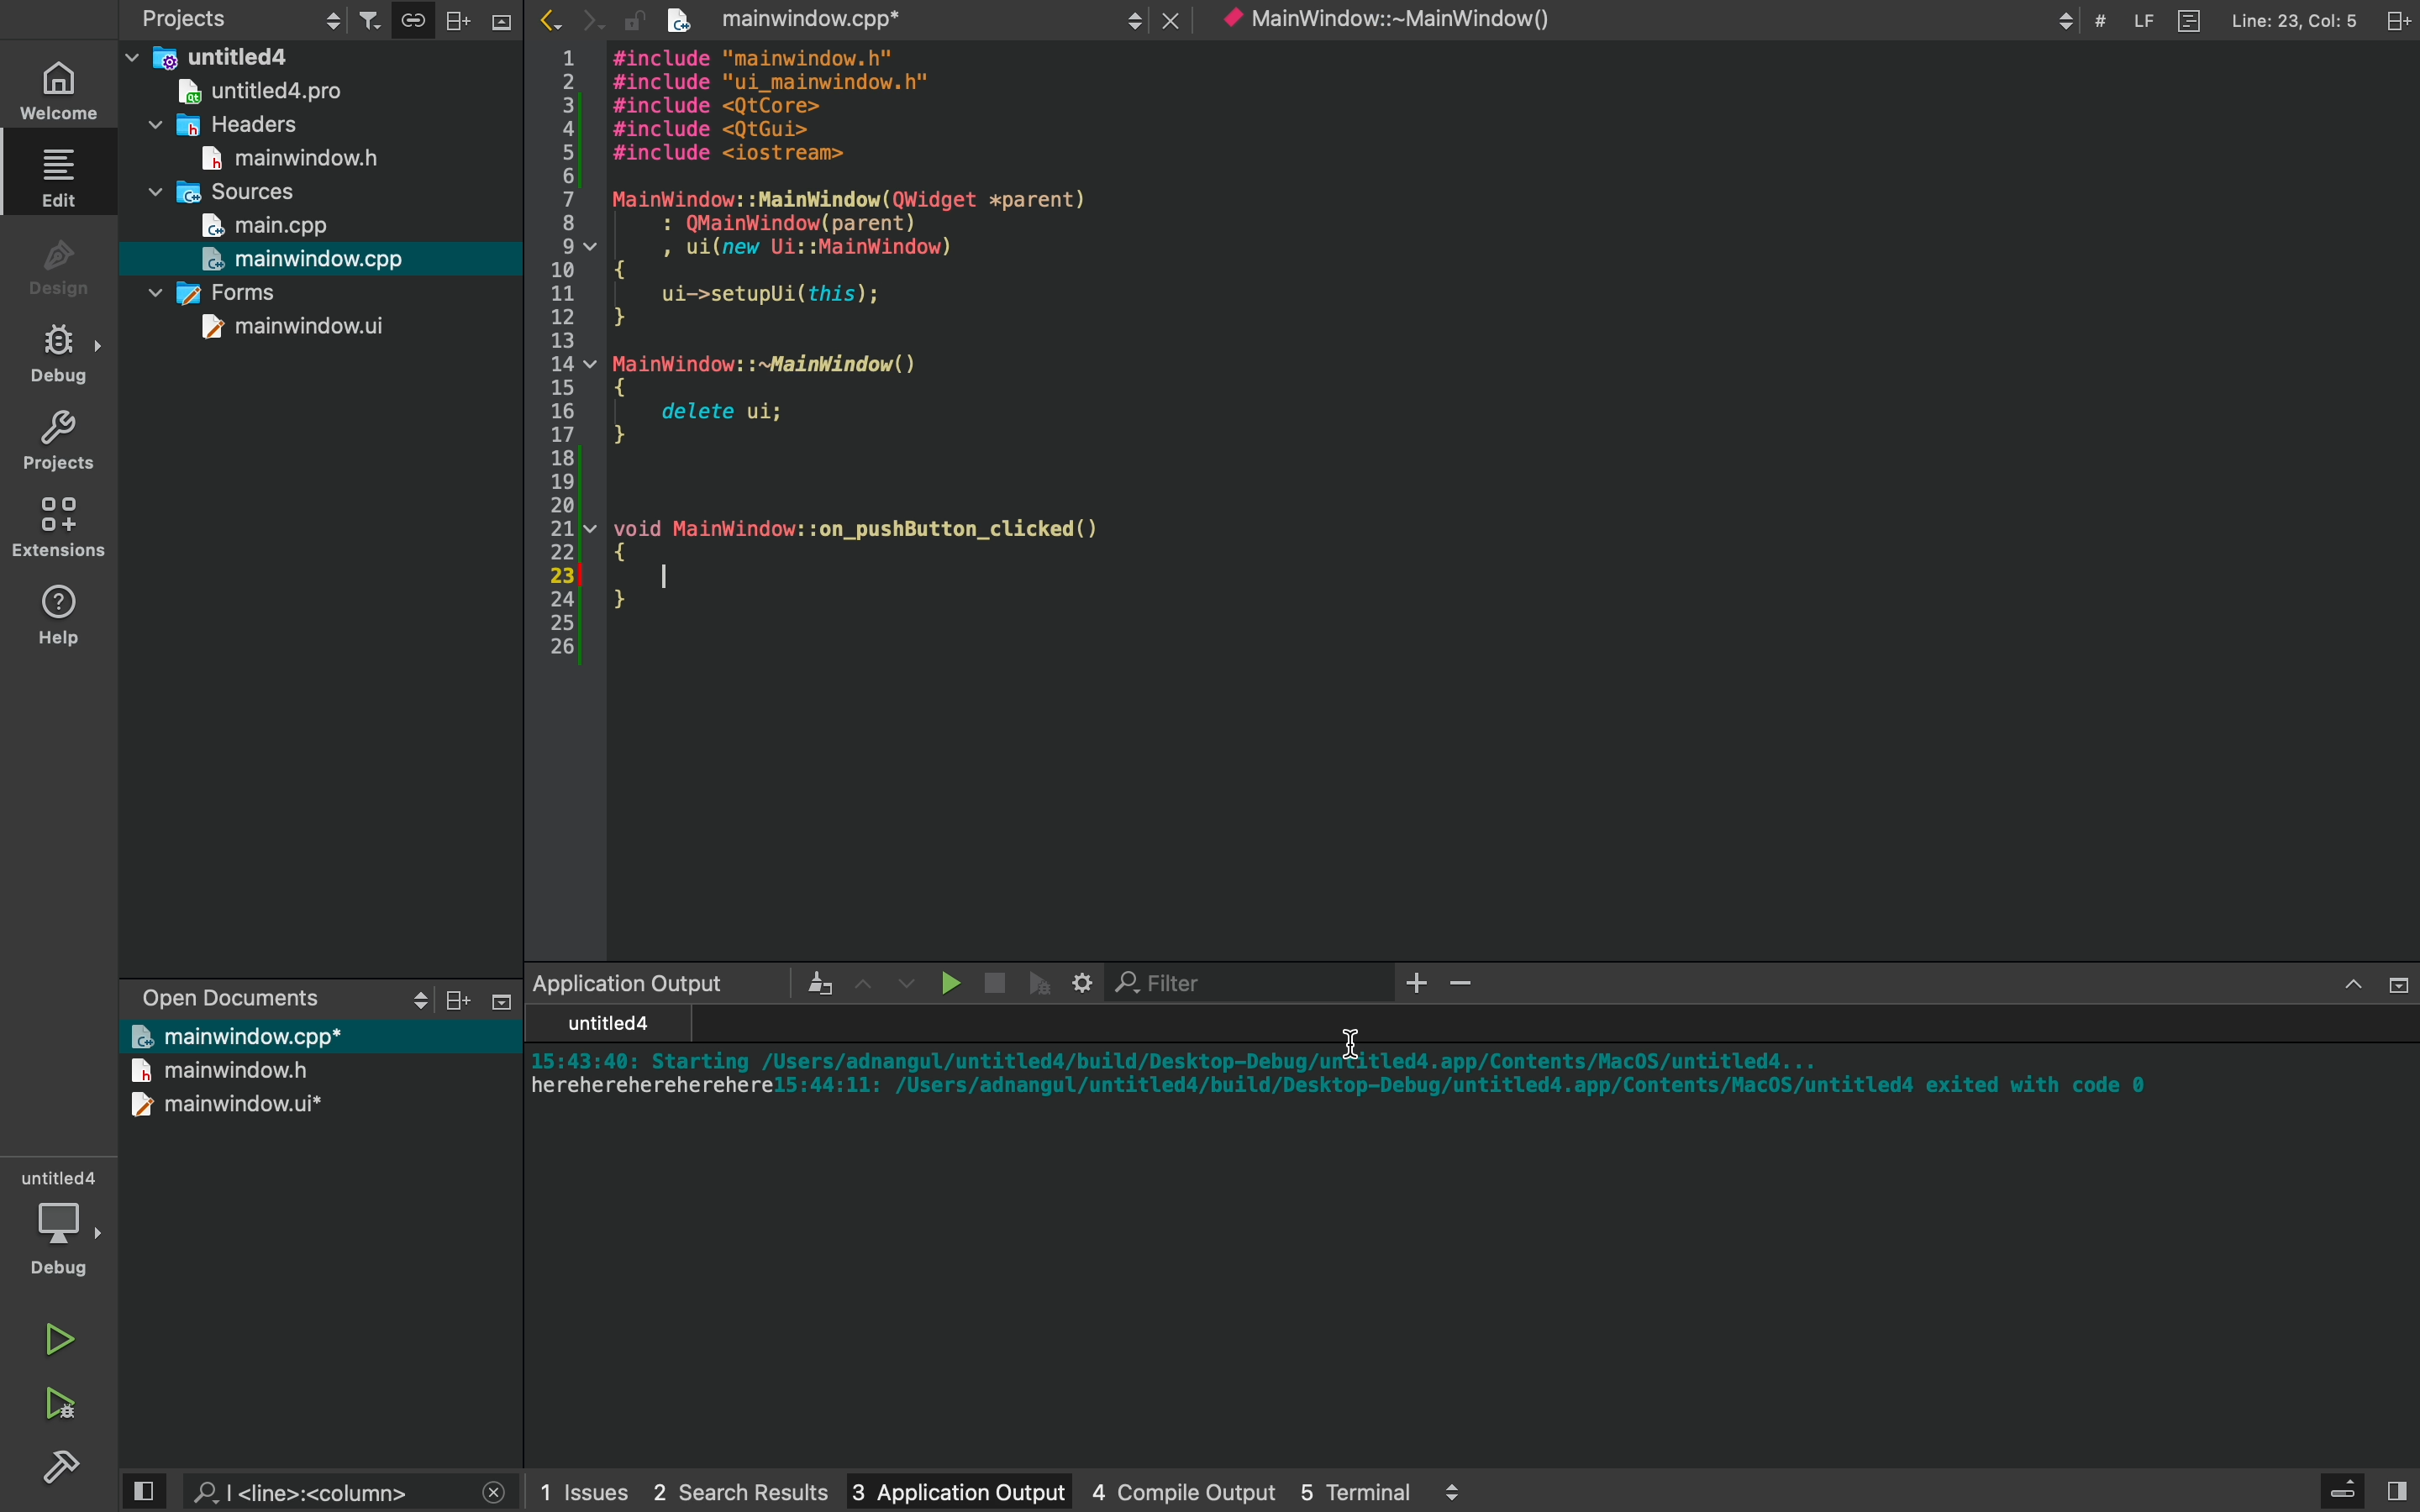 Projects
mainwindow.cpp*
MainWindow::~MainWindow()
#
LF
Line: 23, Col: 5
Welcome
Edit
Design
Debug
Projects
Extensions
Help
untitled4
untitled4.pro
Headers
mainwindow.h
Sources
main.cpp
mainwindow.cpp
Forms
mainwindow.ui
1 #include "mainwindow.h"
2 #include "ui_mainwindow.h"
3 #include <QtCore>
4 #include <QtGui>
5 #include <iostream>
6
7 MainWindow::MainWindow(QWidget *parent)
8 : QMainWindow(parent)
9 , ui(new Ui::MainWindow)
10 {
11 ui->setupUi(this);
12 }
13
14 MainWindow::~MainWindow()
15 {
16 delete ui;
17 }
18
19
20
21 void MainWindow::on_pushButton_clicked()
22 {
23
24 }
25
26
Open Documents
mainwindow.cpp*
mainwindow.h
mainwindow.ui*
Application Output
Filter
untitled4
15:43:40: Starting /Users/adnangul/untitled4/build/Desktop-Debug/untitled4.app/Contents/MacOS/untitled4...
herehereherehereherehere15:44:11: /Users/adnangul/untitled4/build/Desktop-Debug/untitled4.app/Contents/MacOS/untitled4 exited with code 0
untitled4
Debug
l <line>:<column>
1 Issues
2 Search Results
3 Application Output
4 Compile Output
5 Terminal